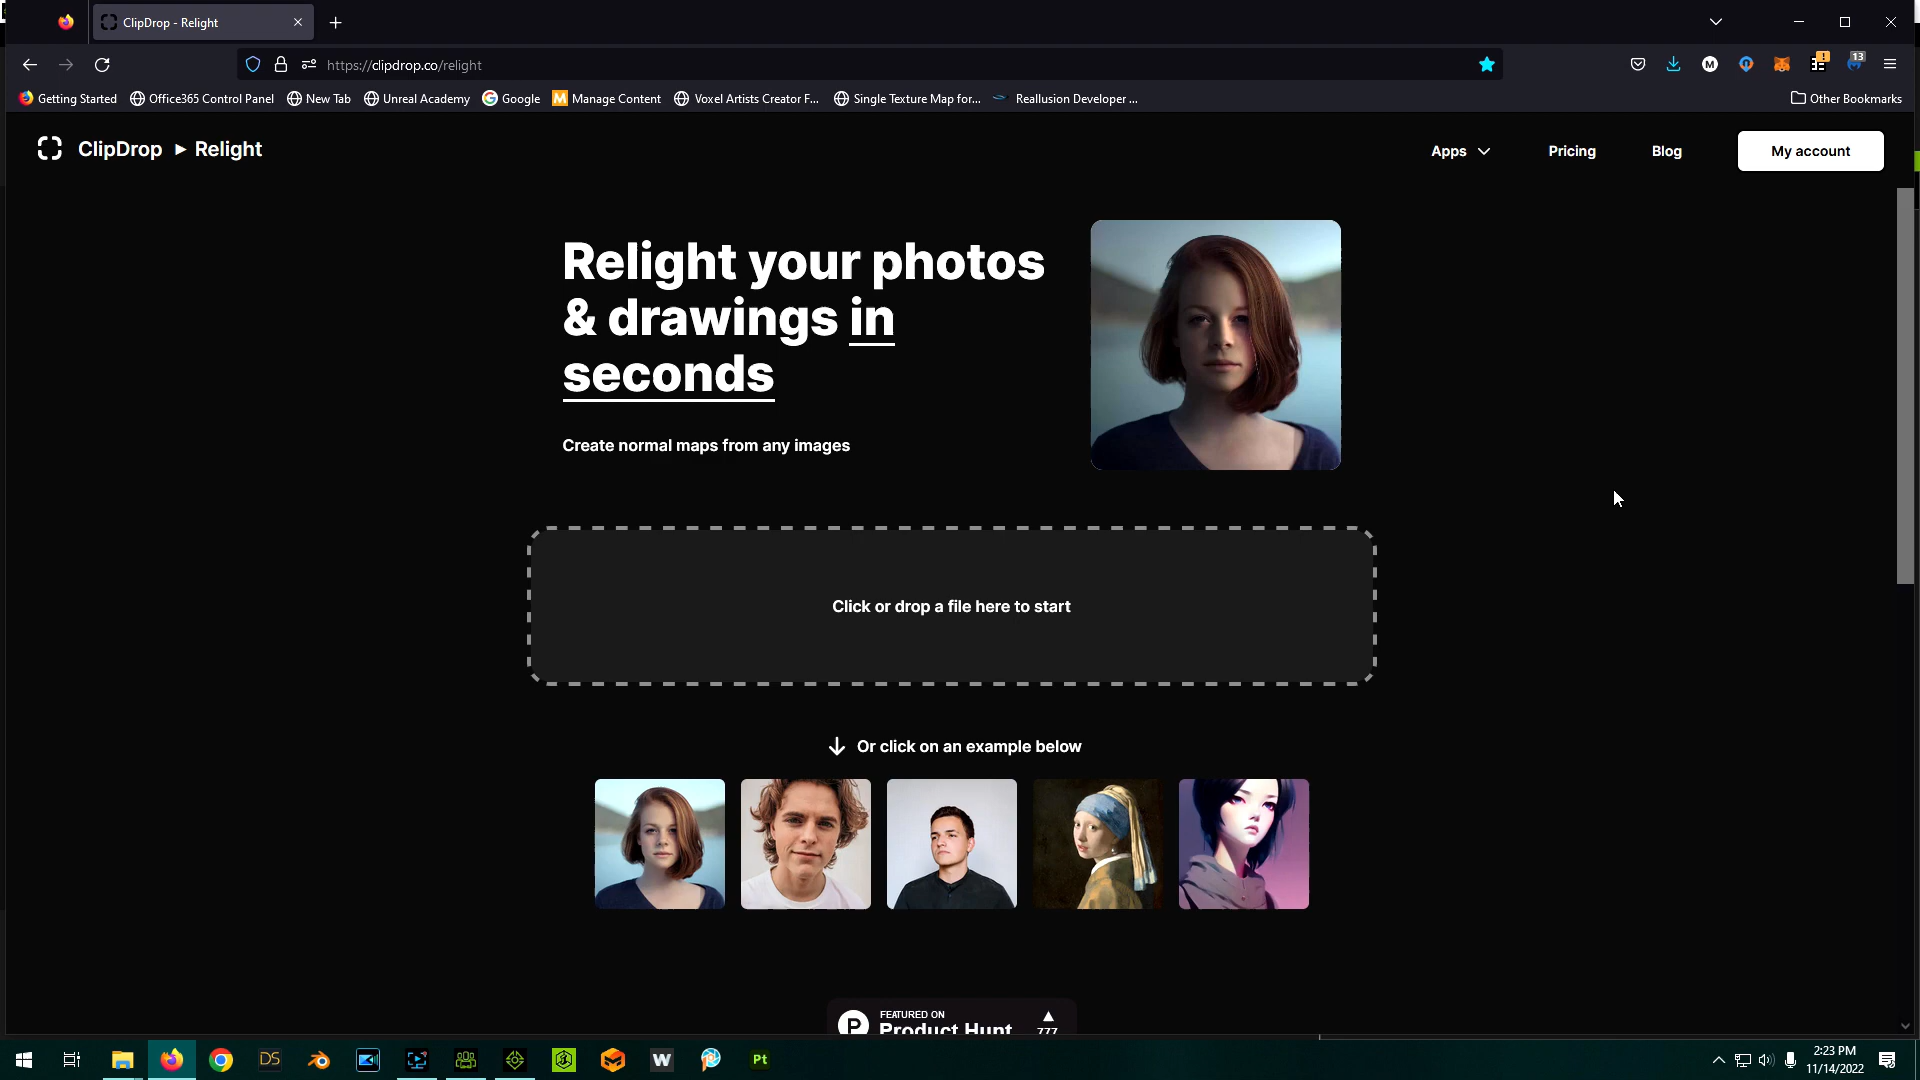 ClipDrop - Relight
https://clipdrop.co/relight
13
Getting Started
Office365 Control Panel
New Tab
Unreal Academy
Google
Manage Content
Voxel Artists Creator F...
Single Texture Map for...
Reallusion Developer ...
Other Bookmarks
ClipDrop ▸ Relight
Apps
Pricing
Blog
My account
Relight your photos
& drawings in
seconds
Create normal maps from any images
Click or drop a file here to start
Or click on an example below
FEATURED ON
Product Hunt
777
DS
W
Pt
2:23 PM
11/14/2022